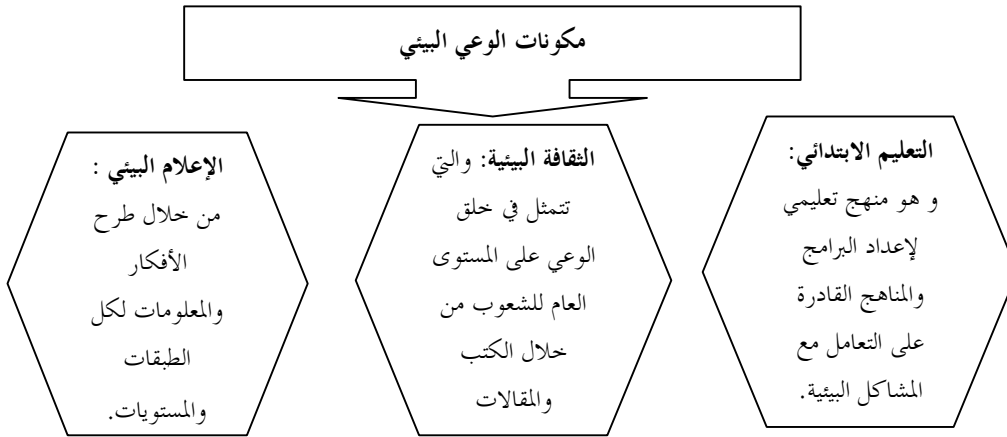 مكونات الوعي البيئي
التعليم الابتدائي:
و هو منهج تعليمي
لإعداد البرامج
والمناهج القادرة
على التعامل مع
المشاكل البيئية.
الثقافة البيئية: والتي
تتمثل في خلق
الوعي على المستوى
العام للشعوب من
خلال الكتب
والمقالات
الإعلام البيئي :
من خلال طرح
الأفكار
والمعلومات لكل
الطبقات
والمستويات.